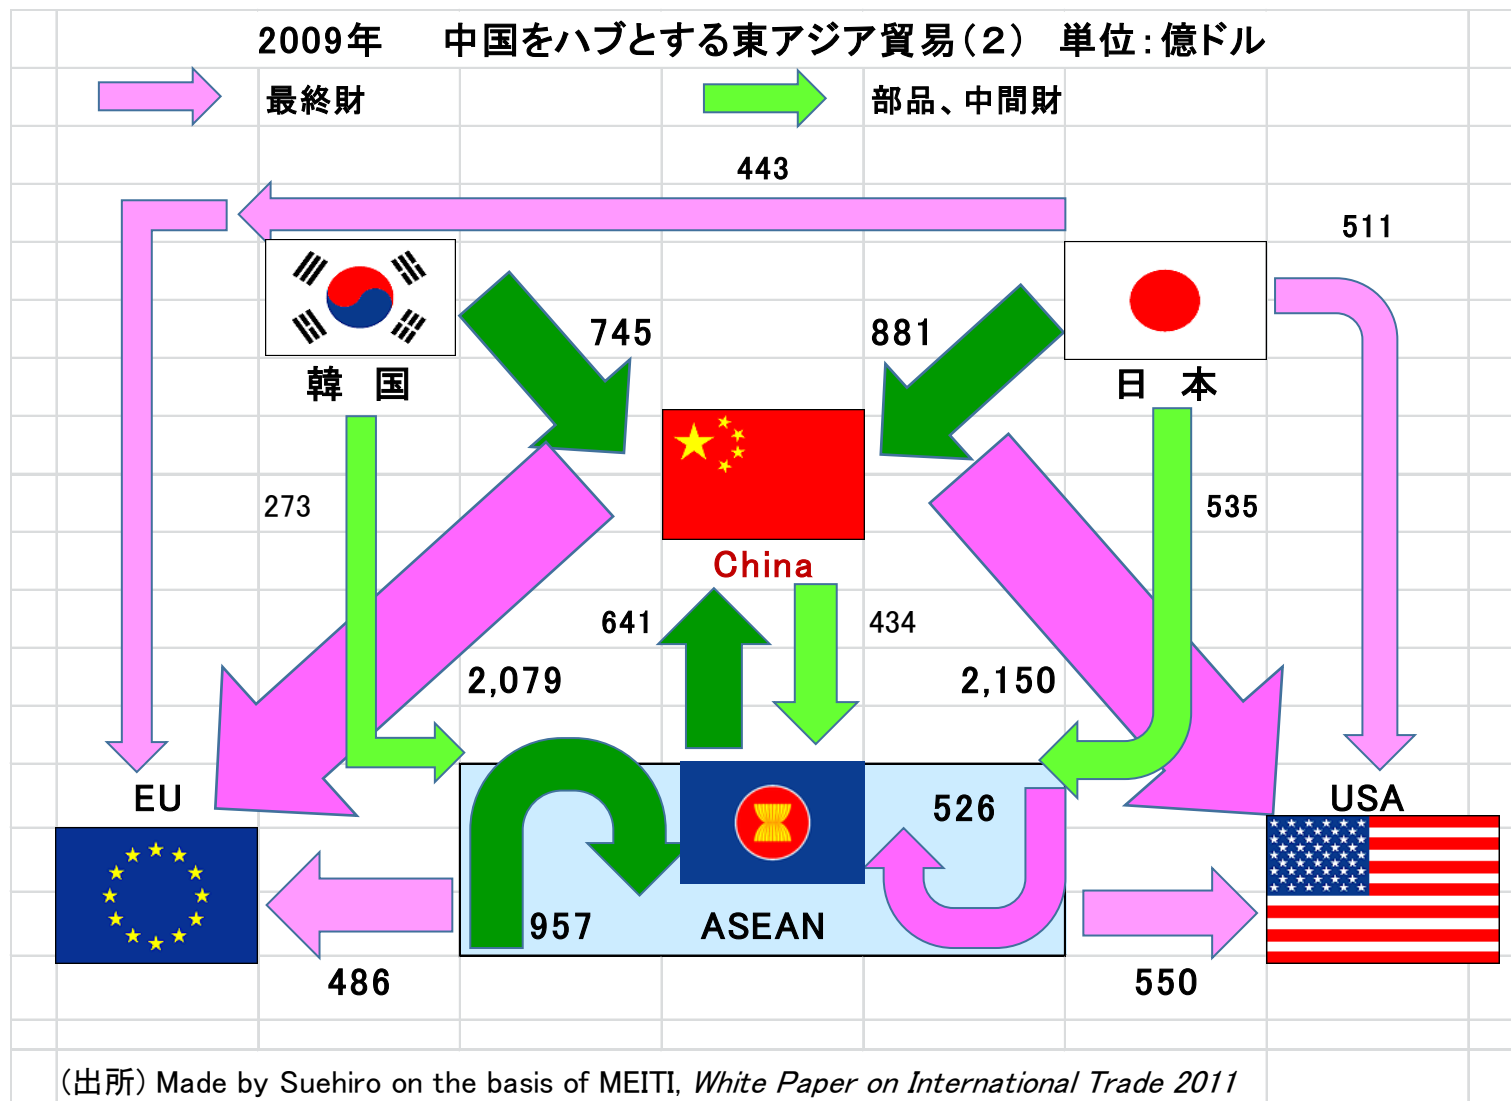 2009年 中国をハブとする東アジア貿易(2) 単位:億ドル
最終財
部品、中間財
443
511
745
881
韓 国
日 本
273
535
China
641
434
2,079
2,150
EU
USA
526
957
ASEAN
486
550
(出所) Made by Suehiro on the basis of MEITI, White Paper on International Trade 2011